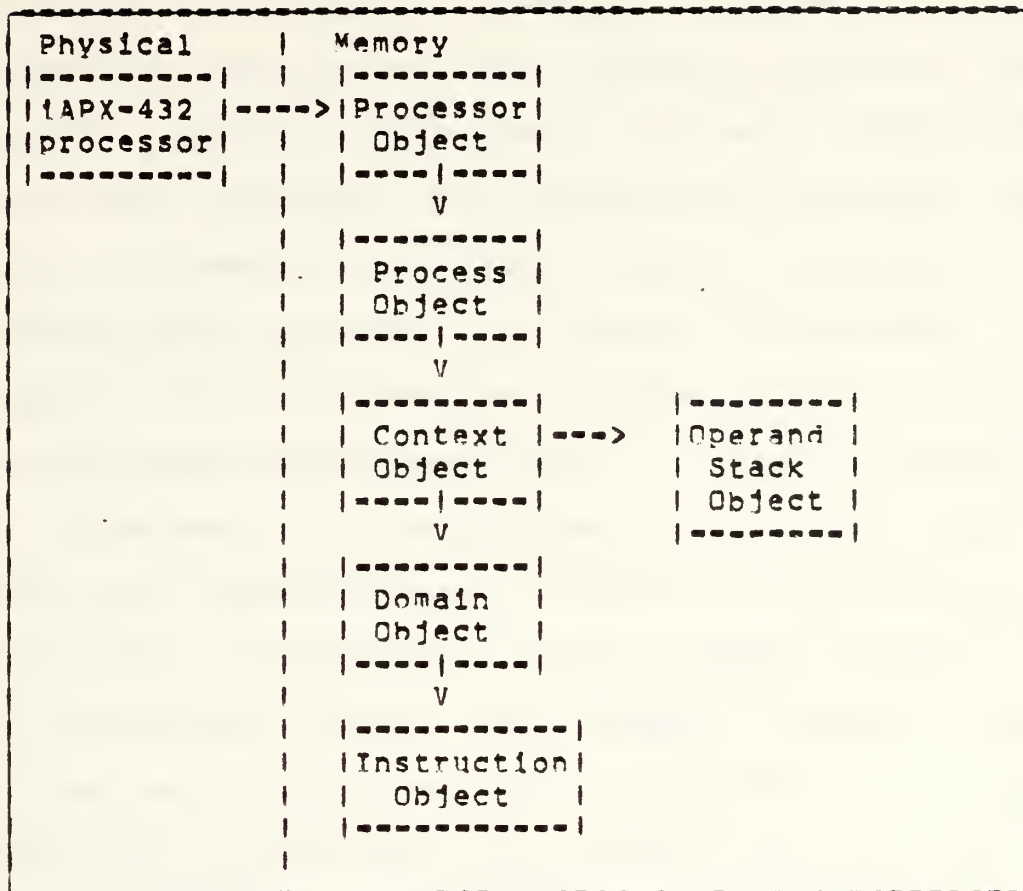 Physical | Memory
|---------| | |---------|
|iAPX-432 |---->|Processor|
|processor| | | Object |
|---------| | |----|----|
| V
| |---------|
| | Process |
| | Object |
| |----|----|
| V
| |---------| |--------|
| | Context |---> |Operand |
| | Object | | Stack |
| |----|----| | Object |
| V |--------|
| |---------|
| | Domain |
| | Object |
| |----|----|
| V
| |-----------|
| |Instruction|
| | Object |
| |-----------|
|